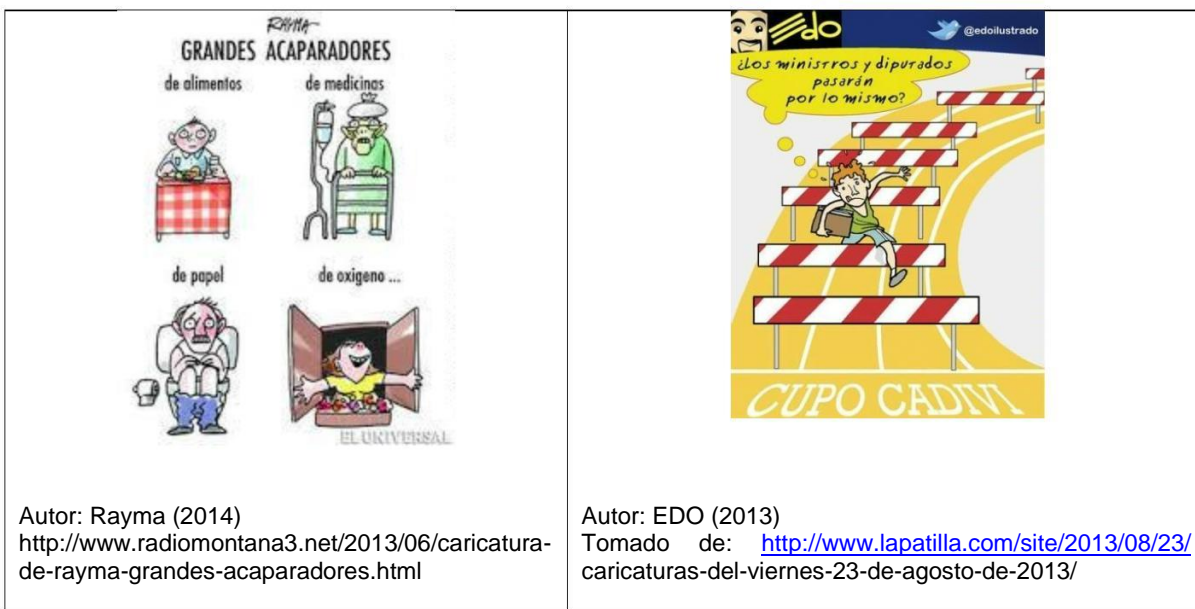 RAYMA
GRANDES ACAPARADORES
de alimentos
de medicinas
de papel
de oxigeno ...
EL UNIVERSAL
Autor: Rayma (2014)
http://www.radiomontana3.net/2013/06/caricatura-
de-rayma-grandes-acaparadores.html
EDO
@edoilustrado
¿Los ministros y diputados
pasarán
por lo mismo?
CUPO CADIVI
Autor: EDO (2013)
Tomado de: http://www.lapatilla.com/site/2013/08/23/
caricaturas-del-viernes-23-de-agosto-de-2013/